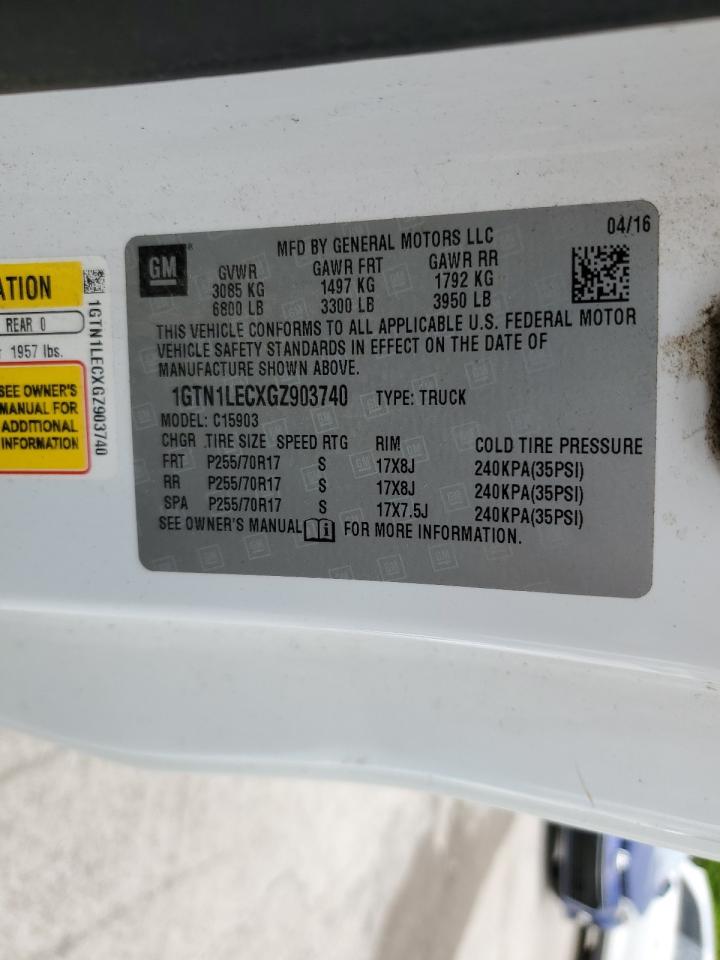 ATION
REAR 0
1957 lbs.
SEE OWNER'S
MANUAL FOR
ADDITIONAL
INFORMATION
1GTN1LECXGZ903740
GM ®
MFD BY GENERAL MOTORS LLC
04/16
GVWR GAWR FRT GAWR RR
3085 KG 1497 KG 1792 KG
6800 LB 3300 LB 3950 LB
THIS VEHICLE CONFORMS TO ALL APPLICABLE U.S. FEDERAL MOTOR
VEHICLE SAFETY STANDARDS IN EFFECT ON THE DATE OF
MANUFACTURE SHOWN ABOVE.
1GTN1LECXGZ903740 TYPE: TRUCK
MODEL: C15903
CHGR .TIRE SIZE SPEED RTG RIM COLD TIRE PRESSURE
FRT P255/70R17 S 17X8J 240KPA(35PSI)
RR P255/70R17 S 17X8J 240KPA(35PSI)
SPA P255/70R17 S 17X7.5J 240KPA(35PSI)
SEE OWNER'S MANUAL FOR MORE INFORMATION.